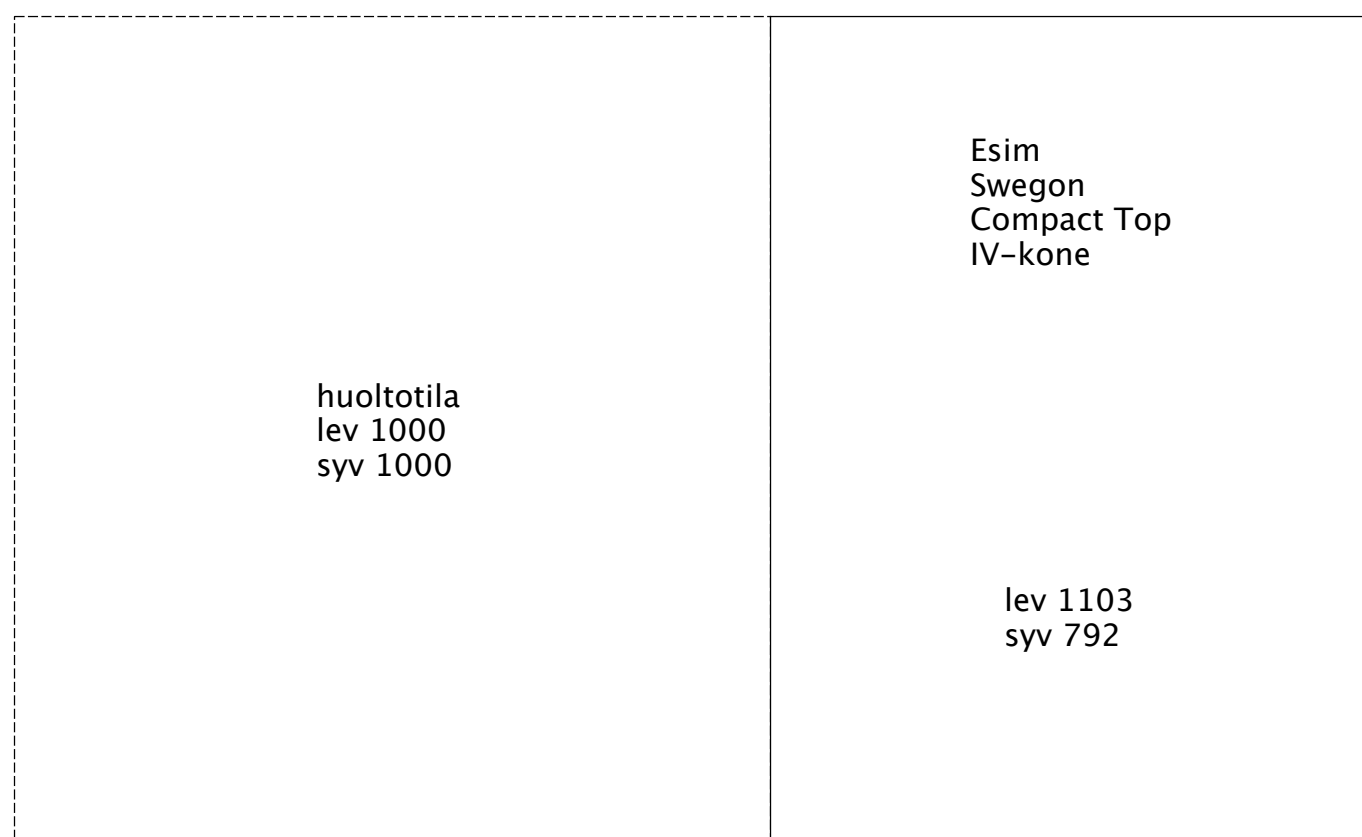 Esim
Swegon
Compact Top
IV-kone
huoltotila
lev 1000
syv 1000
lev 1103
syv 792